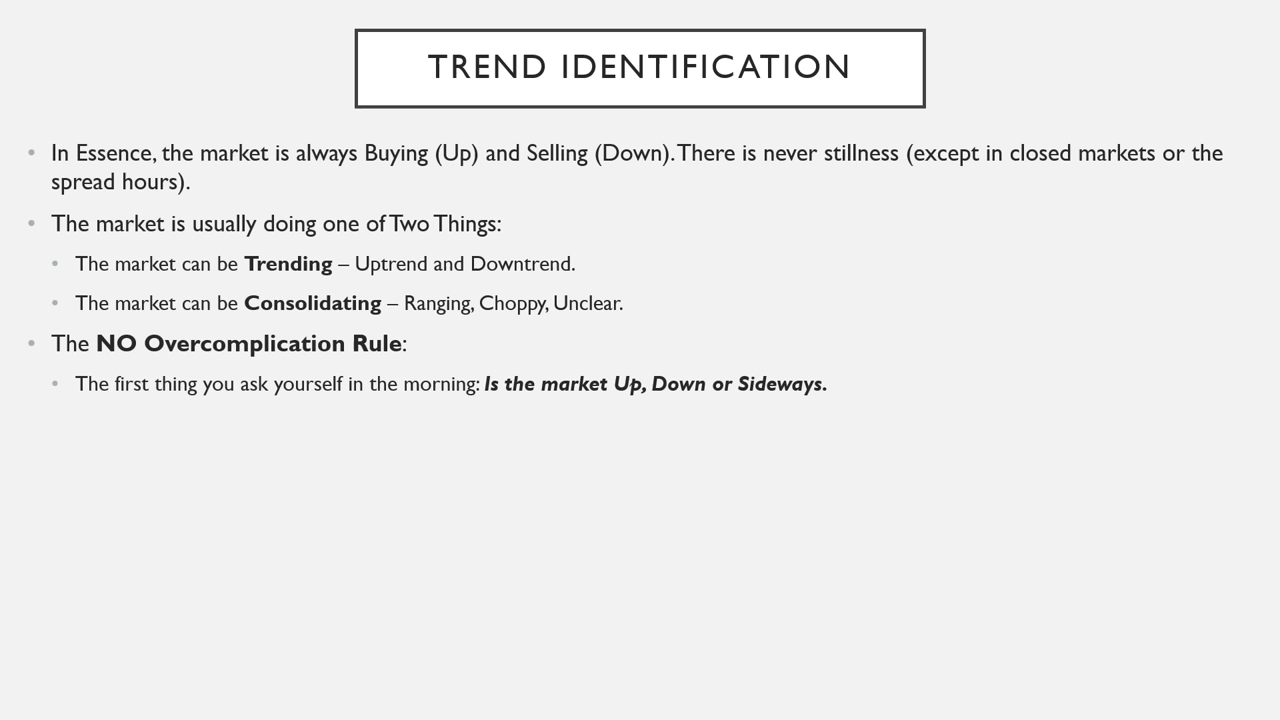 TREND IDENTIFICATION
• In Essence, the market is always Buying (Up) and Selling (Down). There is never stillness (except in closed markets or the
spread hours).
• The market is usually doing one of Two Things:
• The market can be Trending – Uptrend and Downtrend.
• The market can be Consolidating – Ranging, Choppy, Unclear.
• The NO Overcomplication Rule:
• The first thing you ask yourself in the morning: Is the market Up, Down or Sideways.